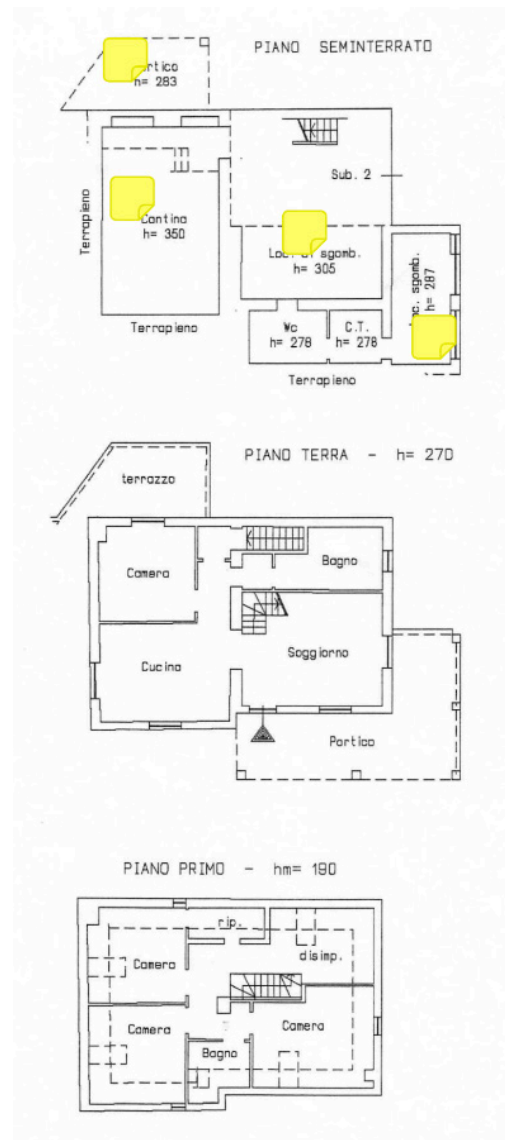 PIANO SEMINTERRATO
h= 283
Sub. 2
Terrapieno
Cantina
h= 350
sgomb.
h= 305
sgomb.
h= 287
Terrapieno
Wc
h= 278
C.T.
h= 278
Terrapieno
PIANO TERRA - h= 270
terrazzo
Camera
Bagno
Cucina
Soggiorno
Portico
PIANO PRIMO - hm= 190
rip.
disimp.
Camera
Camera
Camera
Bagno